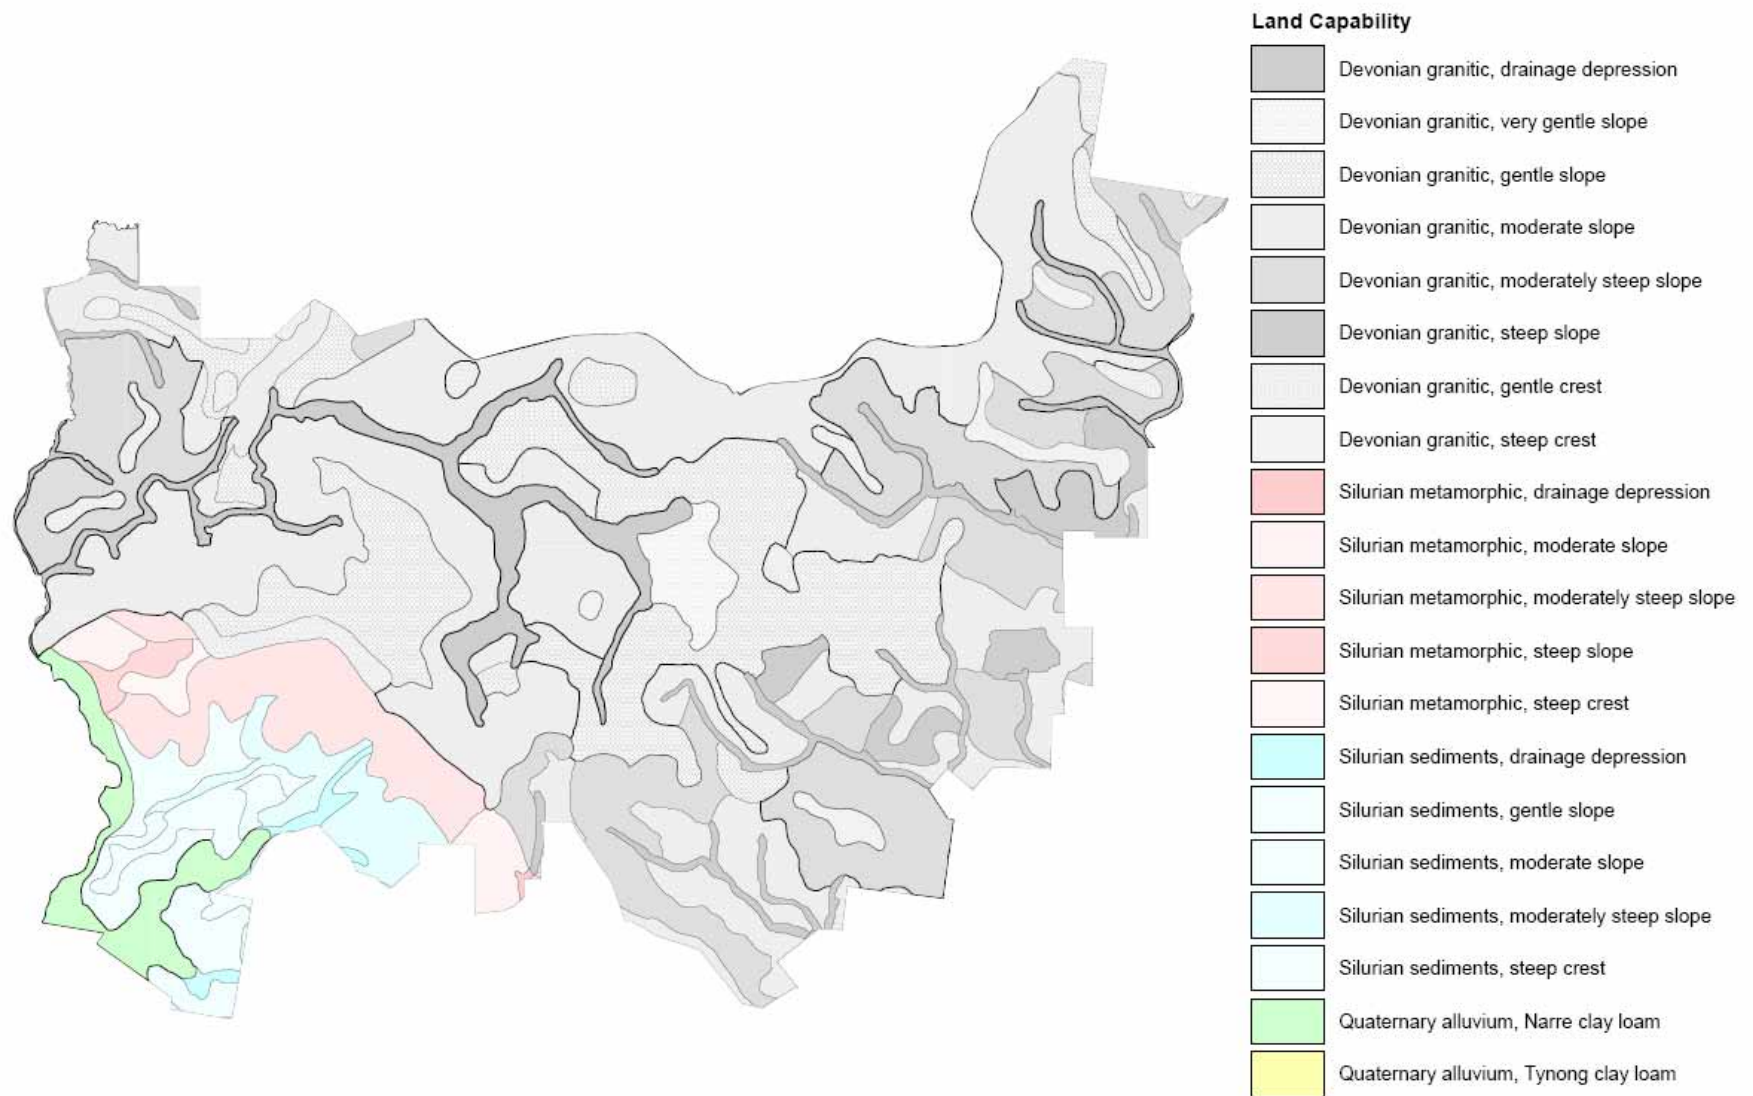 Land Capability
Devonian granitic, drainage depression
Devonian granitic, very gentle slope
Devonian granitic, gentle slope
Devonian granitic, moderate slope
Devonian granitic, moderately steep slope
Devonian granitic, steep slope
Devonian granitic, gentle crest
Devonian granitic, steep crest
Silurian metamorphic, drainage depression
Silurian metamorphic, moderate slope
Silurian metamorphic, moderately steep slope
Silurian metamorphic, steep slope
Silurian metamorphic, steep crest
Silurian sediments, drainage depression
Silurian sediments, gentle slope
Silurian sediments, moderate slope
Silurian sediments, moderately steep slope
Silurian sediments, steep crest
Quaternary alluvium, Narre clay loam
Quaternary alluvium, Tynong clay loam